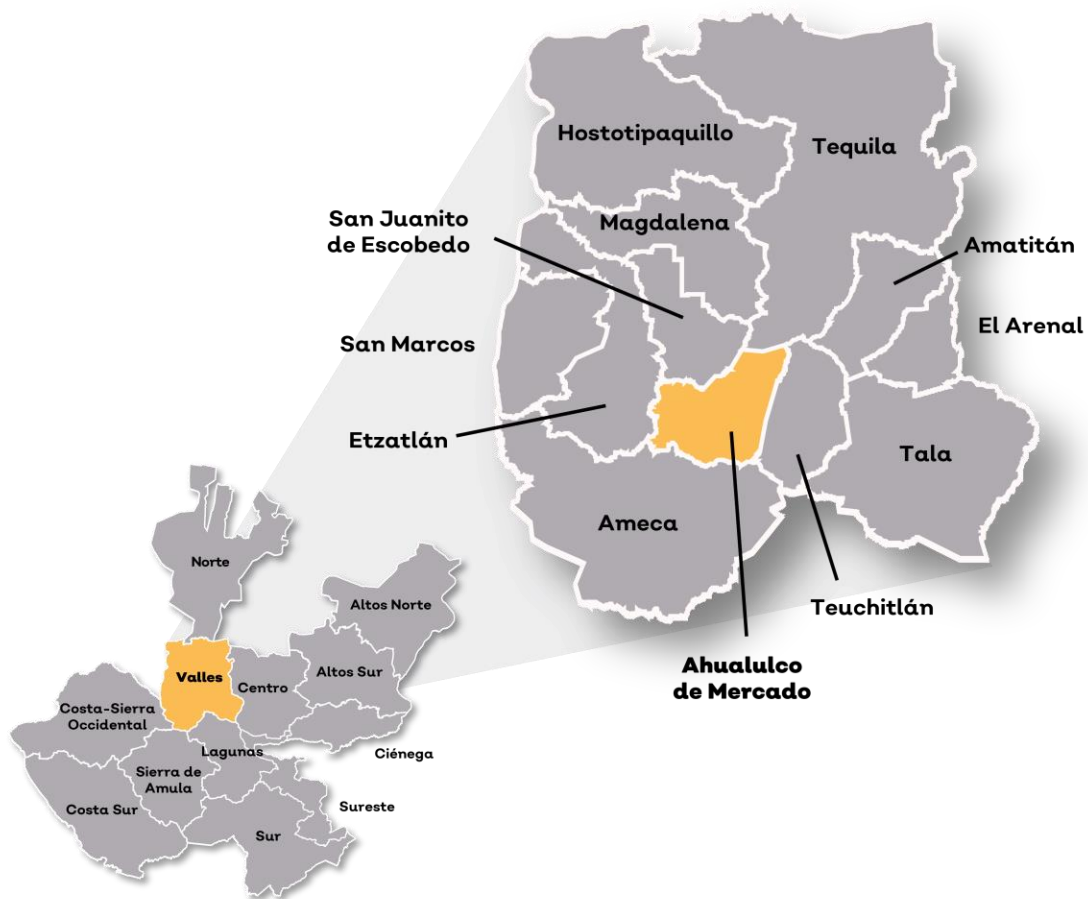 Hostotipaquillo
Tequila
San Juanito
de Escobedo
Magdalena
Amatitán
El Arenal
San Marcos
Etzatlán
Tala
Ameca
Teuchitlán
Ahualulco
de Mercado
Norte
Altos Norte
Valles
Centro
Altos Sur
Costa-Sierra
Occidental
Lagunas
Ciénega
Sierra de
Amula
Costa Sur
Sureste
Sur